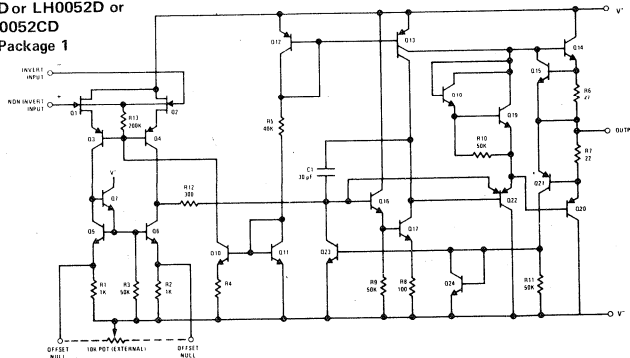 D or LH0052D or
0052CD
Package 1
V+
Q12
Q13
Q14
Q15
INVERT
INPUT
−
NON INVERT
INPUT
+
Q1
Q2
R13
200K
R6
27
Q18
Q19
OUTP
R5
40K
Q3
Q4
R10
50K
R7
22
C1
30 pF
Q21
Q20
V+
Q7
R12
300
Q16
Q22
Q5
Q6
Q17
Q10
Q11
Q23
R1
1K
R3
50K
R2
1K
R4
R9
50K
R8
100
Q24
R11
50K
V−
10K POT (EXTERNAL)
OFFSET
NULL
OFFSET
NULL